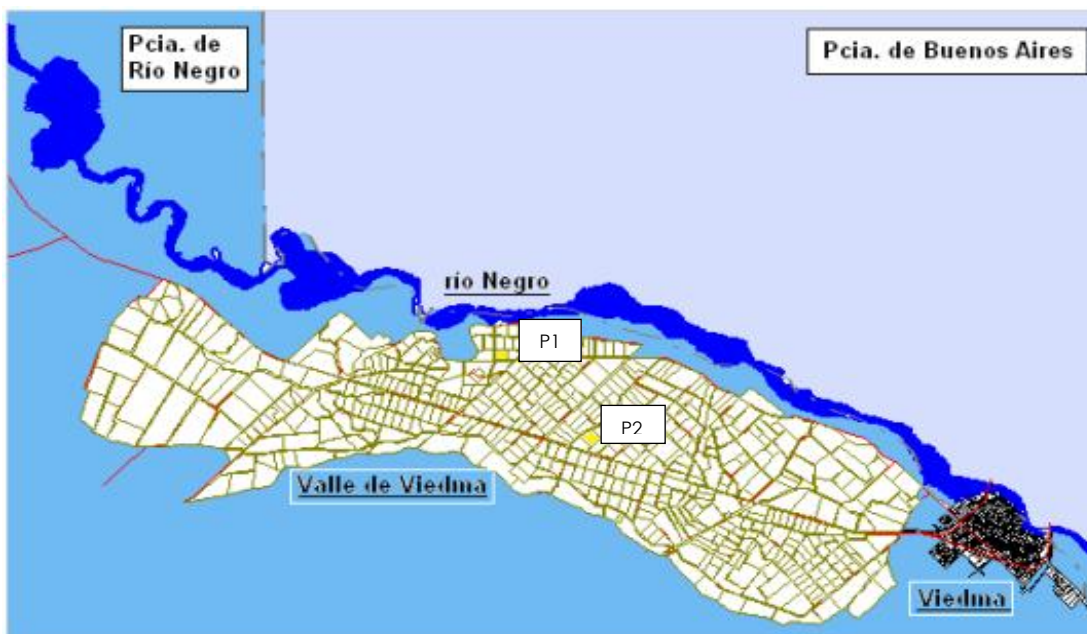 Pcia. de
Río Negro
Pcia. de Buenos Aires
río Negro
P1
P2
Valle de Viedma
Viedma